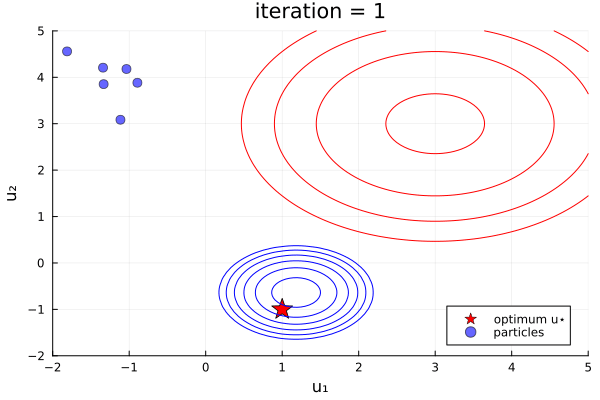 iteration = 1
5
4
3
2
1
0
−1
−2
u₂
−2 −1 0 1 2 3 4 5
u₁
optimum u⋆
particles